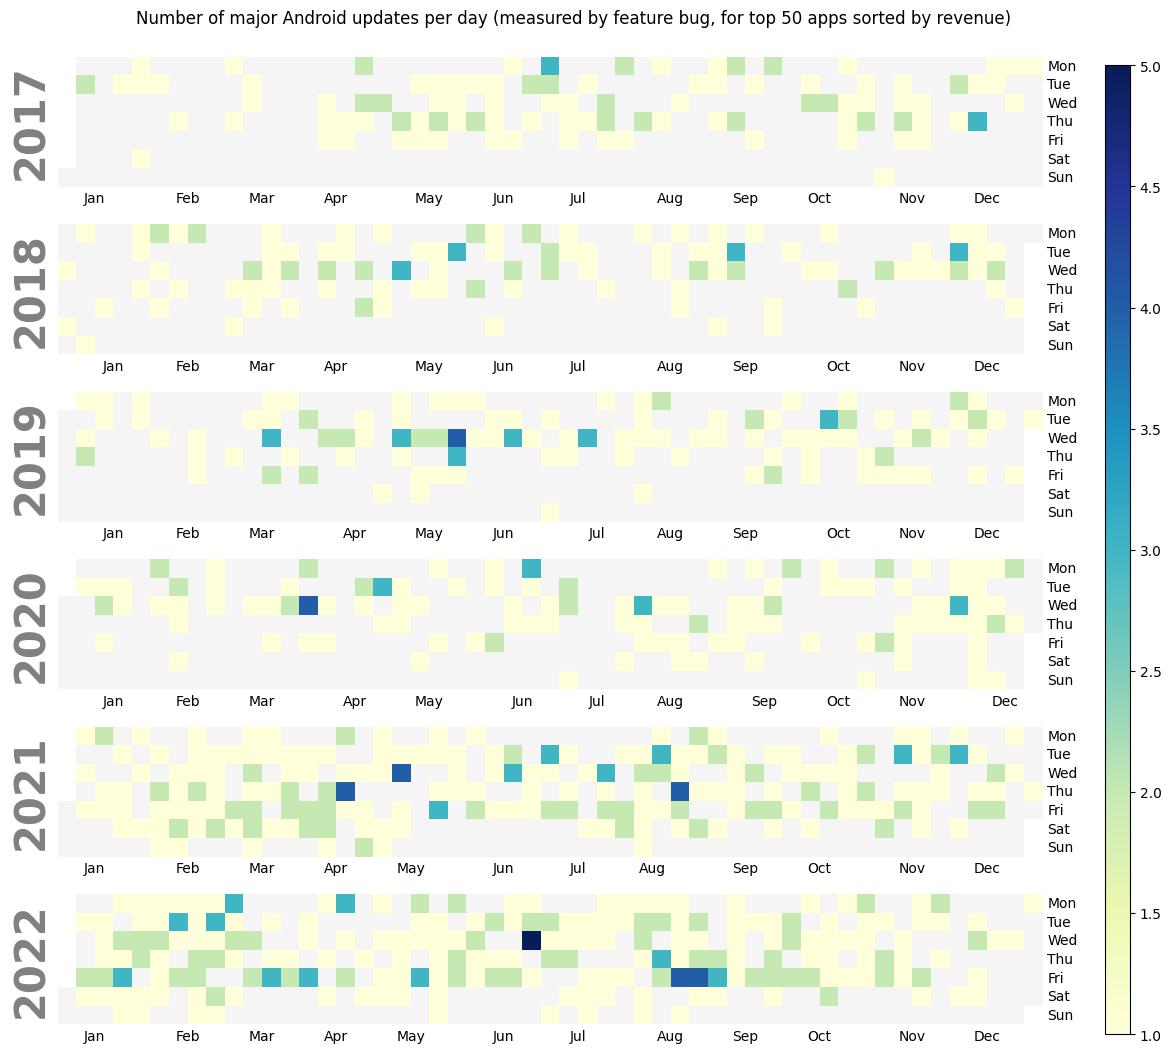 Number of major Android updates per day (measured by feature bug, for top 50 apps sorted by revenue)
2017
Mon
Tue
Wed
Thu
Fri
Sat
Sun
Jan Feb Mar Apr May Jun Jul Aug Sep Oct Nov Dec
2018
Mon
Tue
Wed
Thu
Fri
Sat
Sun
Jan Feb Mar Apr May Jun Jul Aug Sep Oct Nov Dec
2019
Mon
Tue
Wed
Thu
Fri
Sat
Sun
Jan Feb Mar Apr May Jun Jul Aug Sep Oct Nov Dec
2020
Mon
Tue
Wed
Thu
Fri
Sat
Sun
Jan Feb Mar Apr May Jun Jul Aug Sep Oct Nov Dec
2021
Mon
Tue
Wed
Thu
Fri
Sat
Sun
Jan Feb Mar Apr May Jun Jul Aug Sep Oct Nov Dec
2022
Mon
Tue
Wed
Thu
Fri
Sat
Sun
Jan Feb Mar Apr May Jun Jul Aug Sep Oct Nov Dec
5.0
4.5
4.0
3.5
3.0
2.5
2.0
1.5
1.0